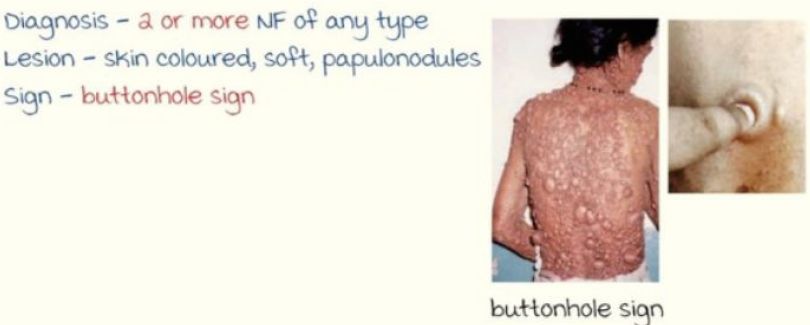 Diagnosis - 2 or more NF of any type
Lesion - skin coloured, soft, papulonodules
Sign - buttonhole sign
buttonhole sign